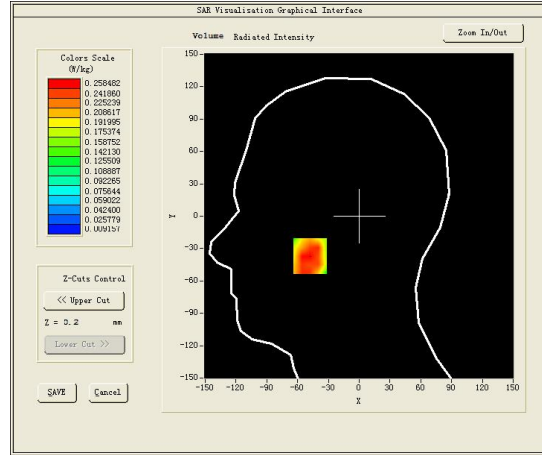 SAR Visualisation Graphical Interface
Volume Radiated Intensity
Zoom In/Out
Colors Scale
(W/kg)
0.258482
0.241860
0.225239
0.208617
0.191995
0.175374
0.158752
0.142130
0.125509
0.108887
0.092265
0.075644
0.059022
0.042400
0.025779
0.009157
Z-Cuts Control
<< Upper Cut
Z = 0.2 mm
Lower Cut >>
SAVE
Cancel
150
120
90
60
30
0
-30
-60
-90
-120
-150
Y
-150 -120 -90 -60 -30 0 30 60 90 120 150
X